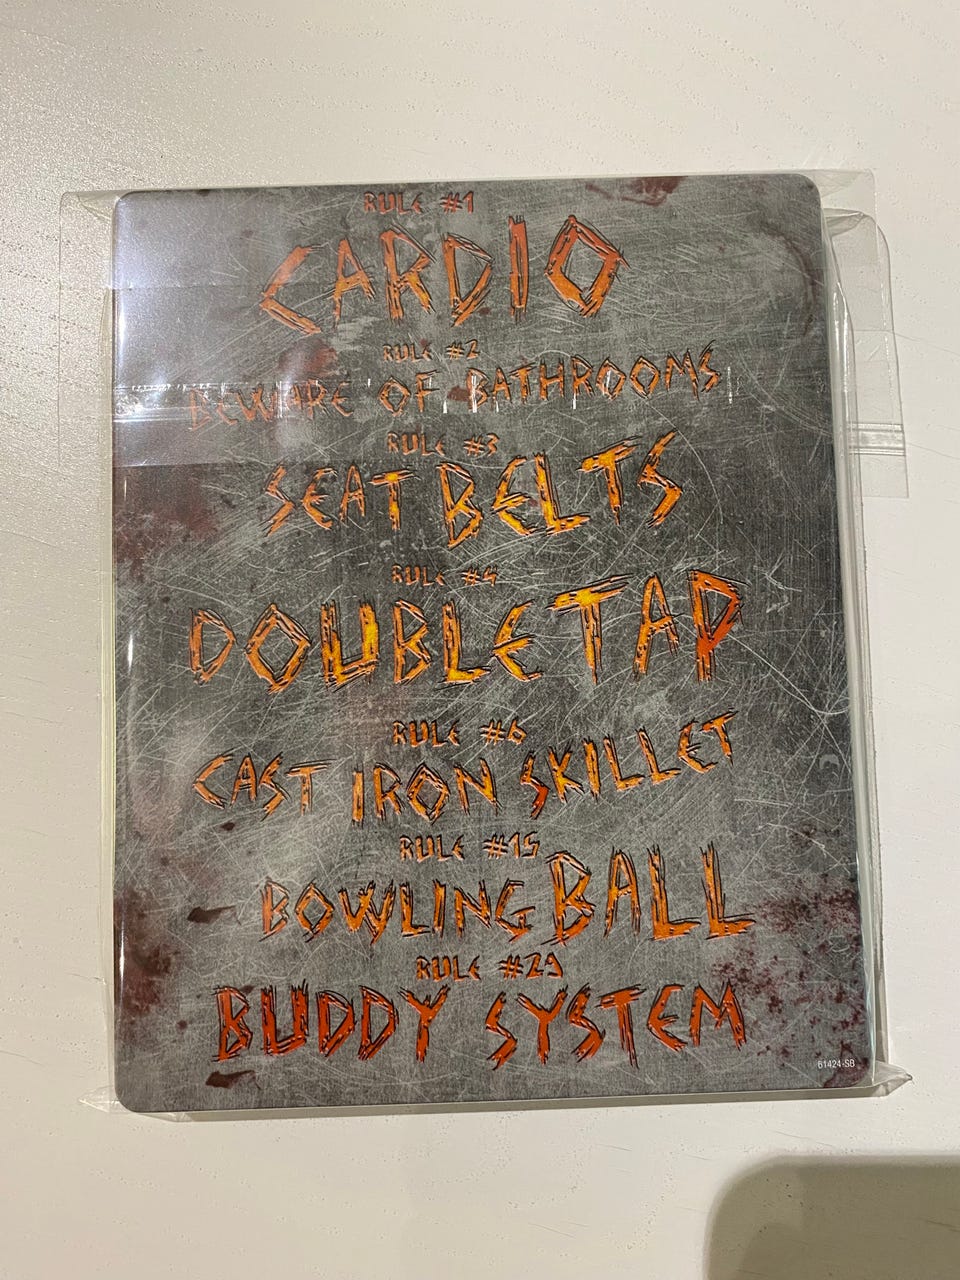 RULE #1
CARDIO
RULE #2
BEWARE OF BATHROOMS
RULE #3
SEAT BELTS
RULE #4
DOUBLE TAP
RULE #6
CAST IRON SKILLET
RULE #15
BOWLING BALL
RULE #29
BUDDY SYSTEM
61424-SB